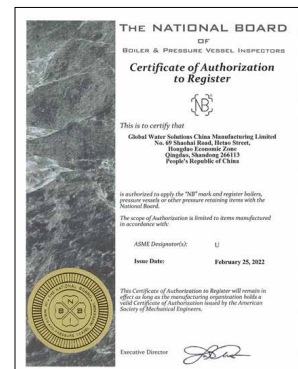 THE NATIONAL BOARD
OF
BOILER & PRESSURE VESSEL INSPECTORS
Certificate of Authorization
to Register
NB
This is to certify that
Global Water Solutions China Manufacturing Limited
No. 69 Shaohai Road, Hetao Street,
Hongdao Economic Zone
Qingdao, Shandong 266113
People's Republic of China
is authorized to apply the "NB" mark and register boilers,
pressure vessels or other pressure retaining items with the
National Board.
The scope of Authorization is limited to items manufactured
in accordance with:
ASME Designator(s): U
Issue Date: February 25, 2022
This Certificate of Authorization to Register will remain in
effect as long as the manufacturing organization holds a
valid Certificate of Authorization issued by the American
Society of Mechanical Engineers.
Executive Director
N
B B